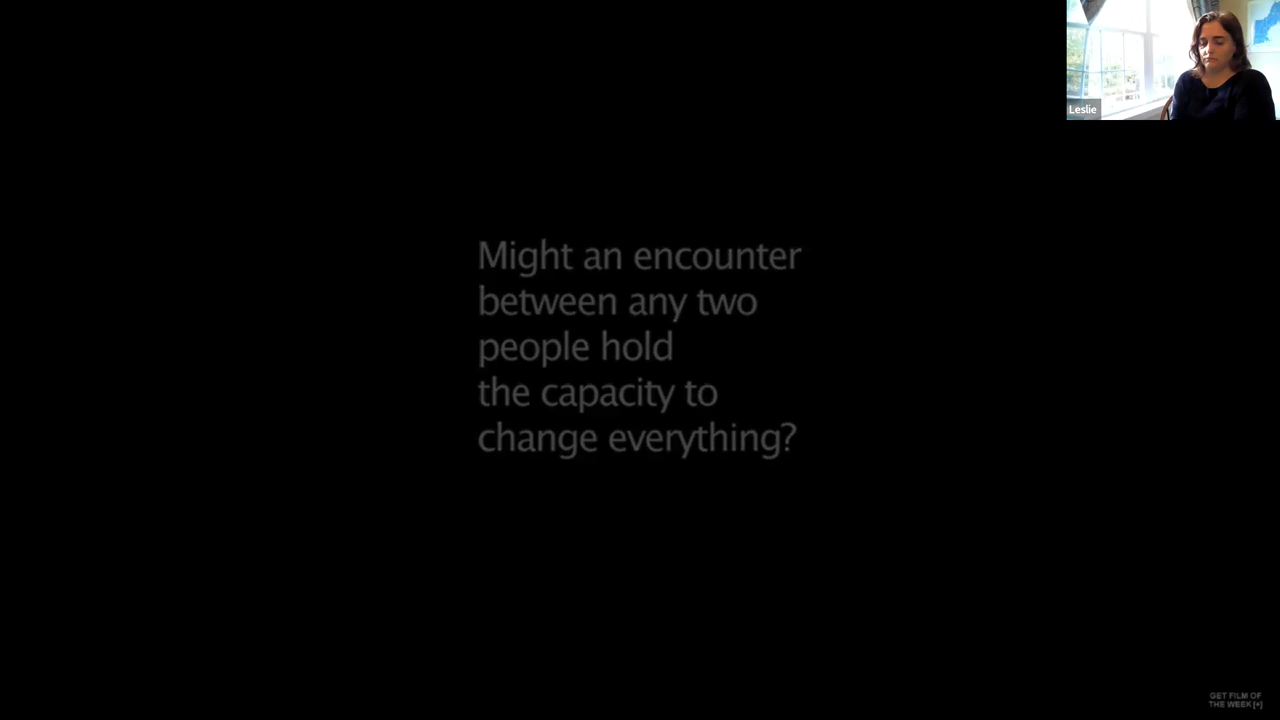 Leslie
Might an encounter
between any two
people hold
the capacity to
change everything?
GET FILM OF
THE WEEK [+]